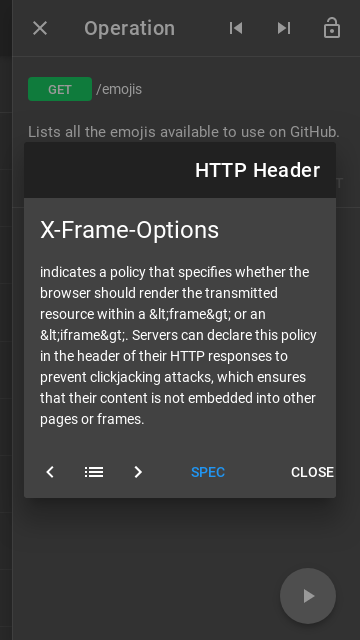 Operation
GET /emojis
Lists all the emojis available to use on GitHub.
HTTP Header
X-Frame-Options
indicates a policy that specifies whether the
browser should render the transmitted
resource within a &lt;frame&gt; or an
&lt;iframe&gt;. Servers can declare this policy
in the header of their HTTP responses to
prevent clickjacking attacks, which ensures
that their content is not embedded into other
pages or frames.
SPEC CLOSE